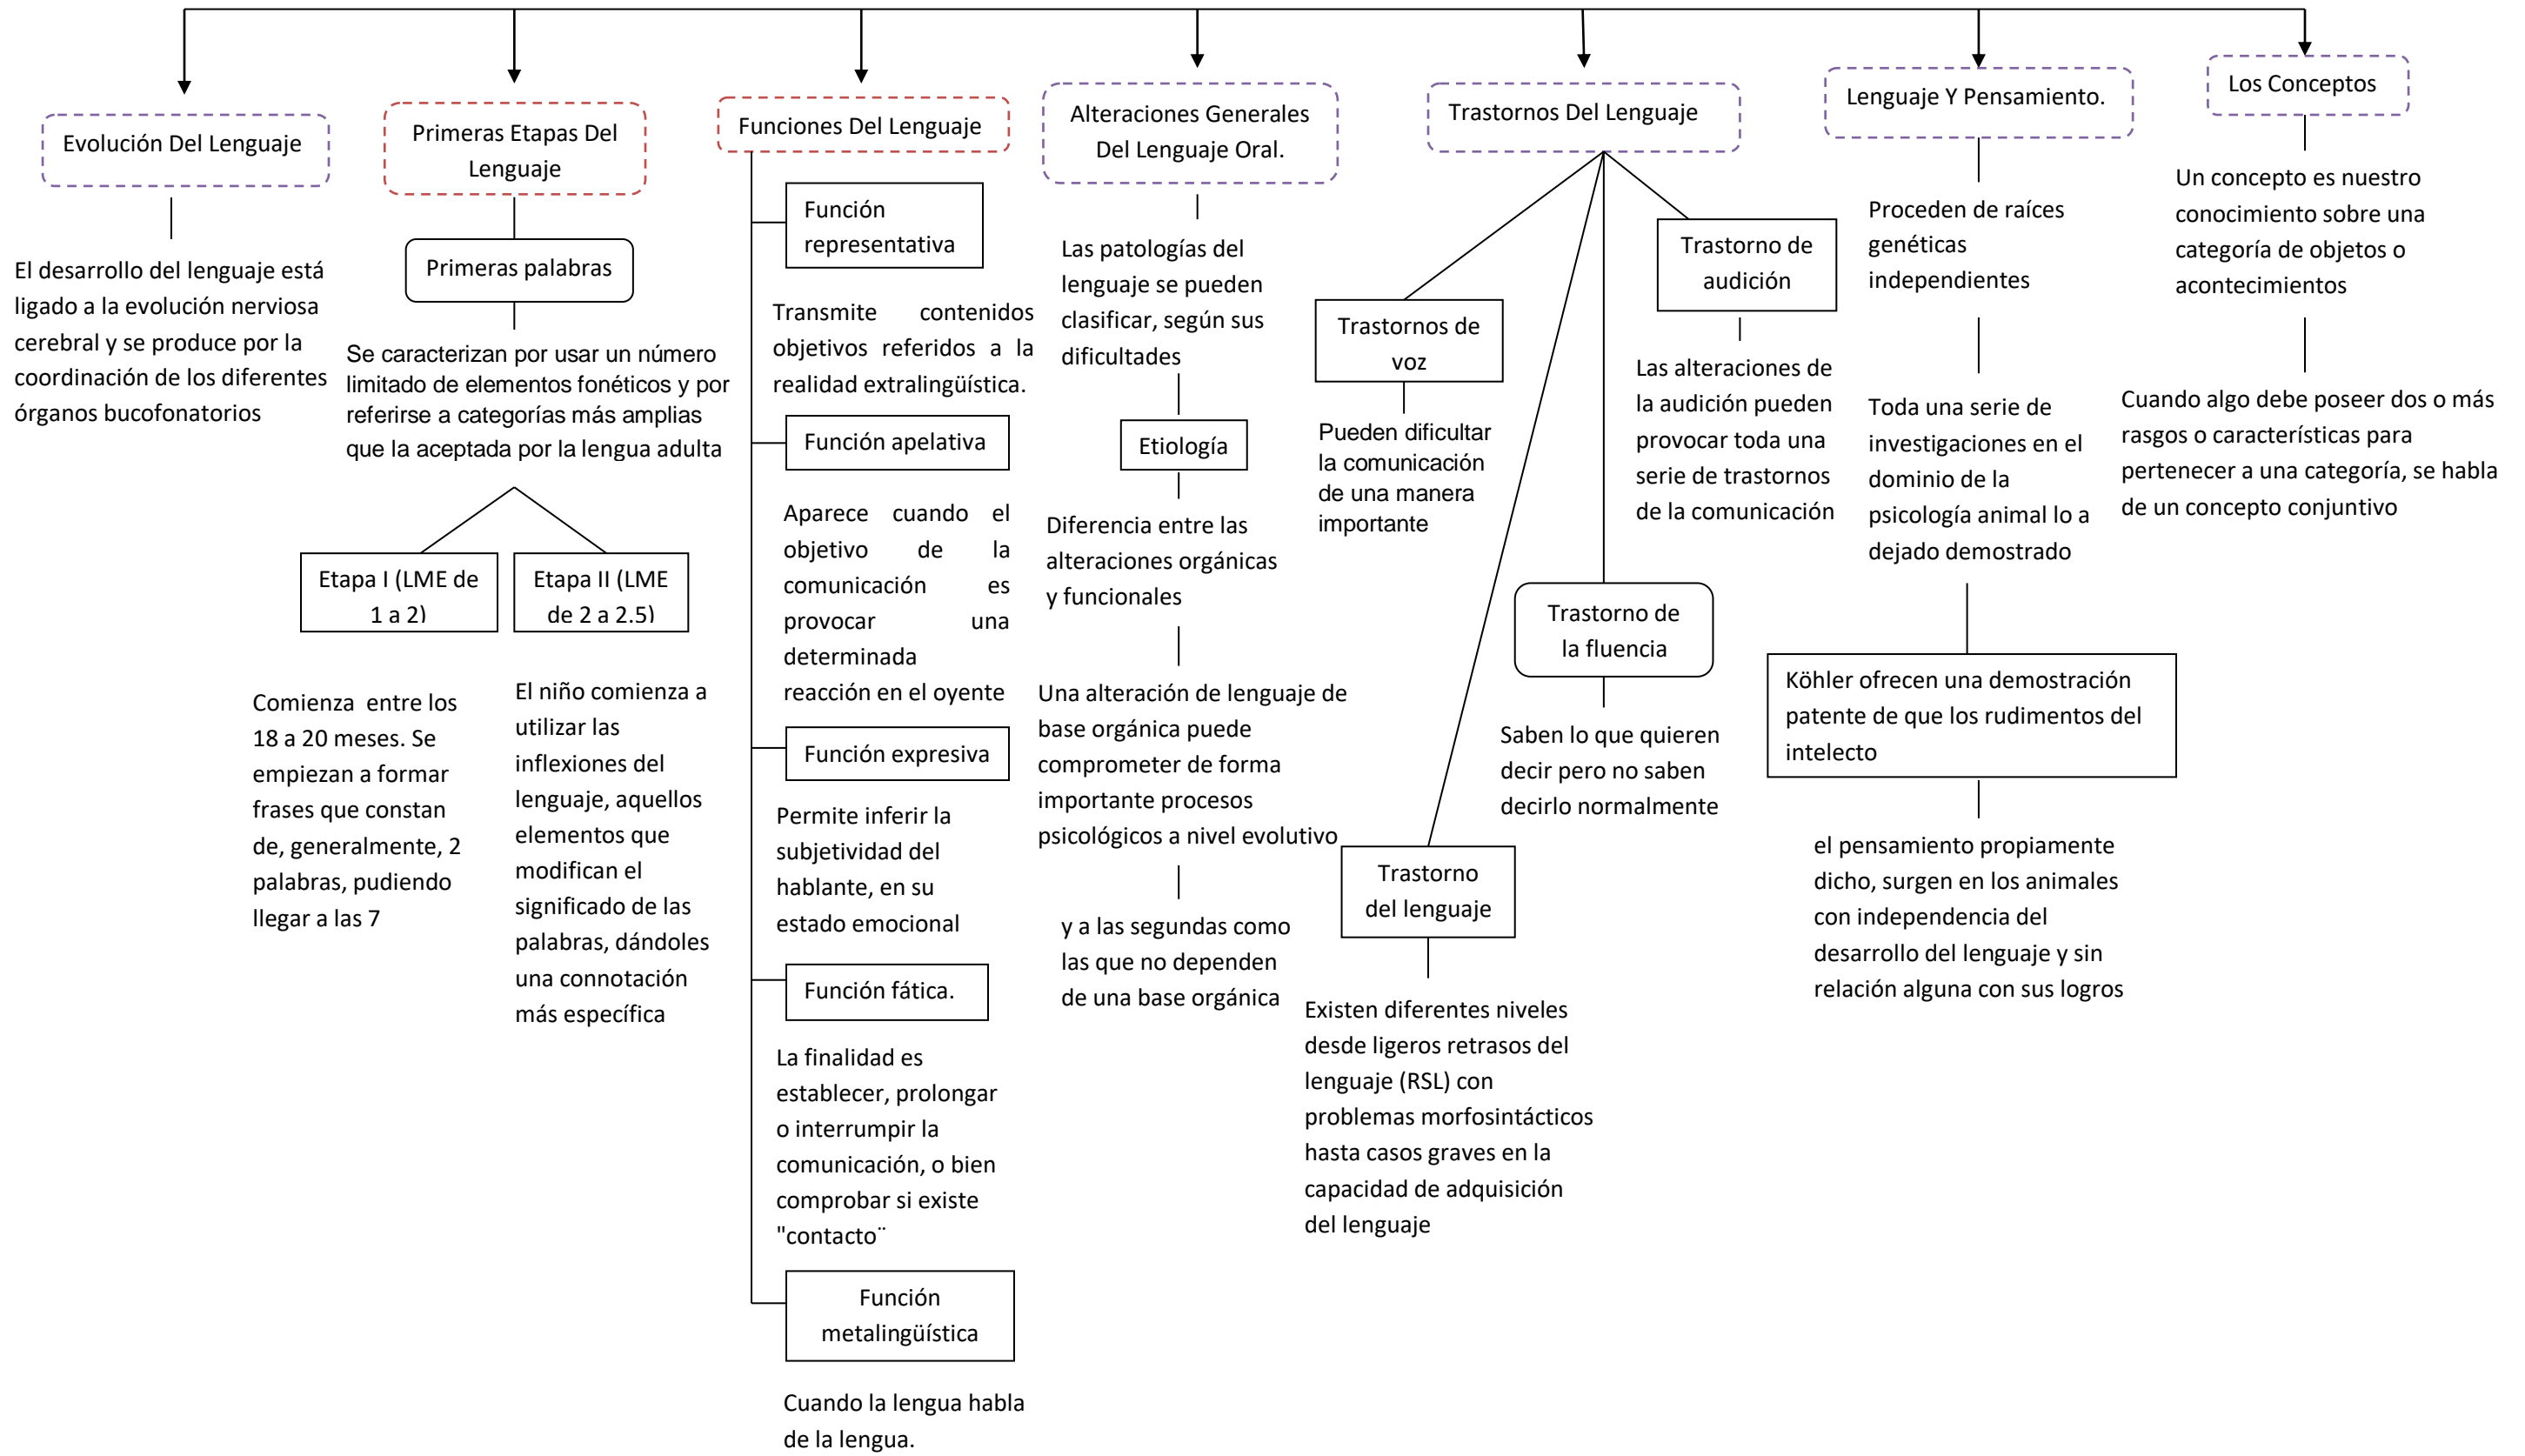 Evolución Del Lenguaje
El desarrollo del lenguaje está
ligado a la evolución nerviosa
cerebral y se produce por la
coordinación de los diferentes
órganos bucofonatorios
Primeras Etapas Del
Lenguaje
Primeras palabras
Se caracterizan por usar un número
limitado de elementos fonéticos y por
referirse a categorías más amplias
que la aceptada por la lengua adulta
Etapa I (LME de
1 a 2)
Comienza  entre los
18 a 20 meses. Se
empiezan a formar
frases que constan
de, generalmente, 2
palabras, pudiendo
llegar a las 7
Etapa II (LME
de 2 a 2.5)
El niño comienza a
utilizar las
inflexiones del
lenguaje, aquellos
elementos que
modifican el
significado de las
palabras, dándoles
una connotación
más específica
Funciones Del Lenguaje
Función
representativa
Transmite contenidos
objetivos referidos a la
realidad extralingüística.
Función apelativa
Aparece cuando el
objetivo de la
comunicación es
provocar una
determinada
reacción en el oyente
Función expresiva
Permite inferir la
subjetividad del
hablante, en su
estado emocional
Función fática.
La finalidad es
establecer, prolongar
o interrumpir la
comunicación, o bien
comprobar si existe
"contacto¨
Función
metalingüística
Cuando la lengua habla
de la lengua.
Alteraciones Generales
Del Lenguaje Oral.
Las patologías del
lenguaje se pueden
clasificar, según sus
dificultades
Etiología
Diferencia entre las
alteraciones orgánicas
y funcionales
Una alteración de lenguaje de
base orgánica puede
comprometer de forma
importante procesos
psicológicos a nivel evolutivo
y a las segundas como
las que no dependen
de una base orgánica
Trastornos Del Lenguaje
Trastornos de
voz
Pueden dificultar
la comunicación
de una manera
importante
Trastorno
del lenguaje
Existen diferentes niveles
desde ligeros retrasos del
lenguaje (RSL) con
problemas morfosintácticos
hasta casos graves en la
capacidad de adquisición
del lenguaje
Trastorno de
la fluencia
Saben lo que quieren
decir pero no saben
decirlo normalmente
Trastorno de
audición
Las alteraciones de
la audición pueden
provocar toda una
serie de trastornos
de la comunicación
Lenguaje Y Pensamiento.
Proceden de raíces
genéticas
independientes
Toda una serie de
investigaciones en el
dominio de la
psicología animal lo a
dejado demostrado
Köhler ofrecen una demostración
patente de que los rudimentos del
intelecto
el pensamiento propiamente
dicho, surgen en los animales
con independencia del
desarrollo del lenguaje y sin
relación alguna con sus logros
Los Conceptos
Un concepto es nuestro
conocimiento sobre una
categoría de objetos o
acontecimientos
Cuando algo debe poseer dos o más
rasgos o características para
pertenecer a una categoría, se habla
de un concepto conjuntivo